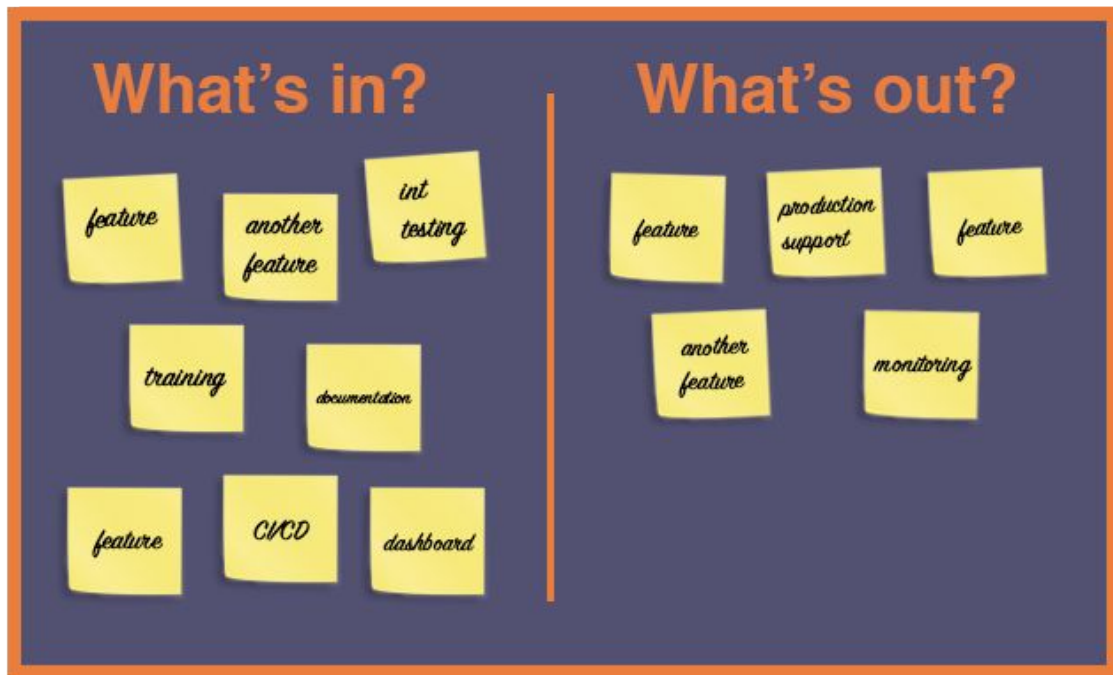 What's in?
feature
another
feature
int
testing
training
documentation
feature
CI/CD
dashboard
What's out?
feature
production
support
feature
another
feature
monitoring